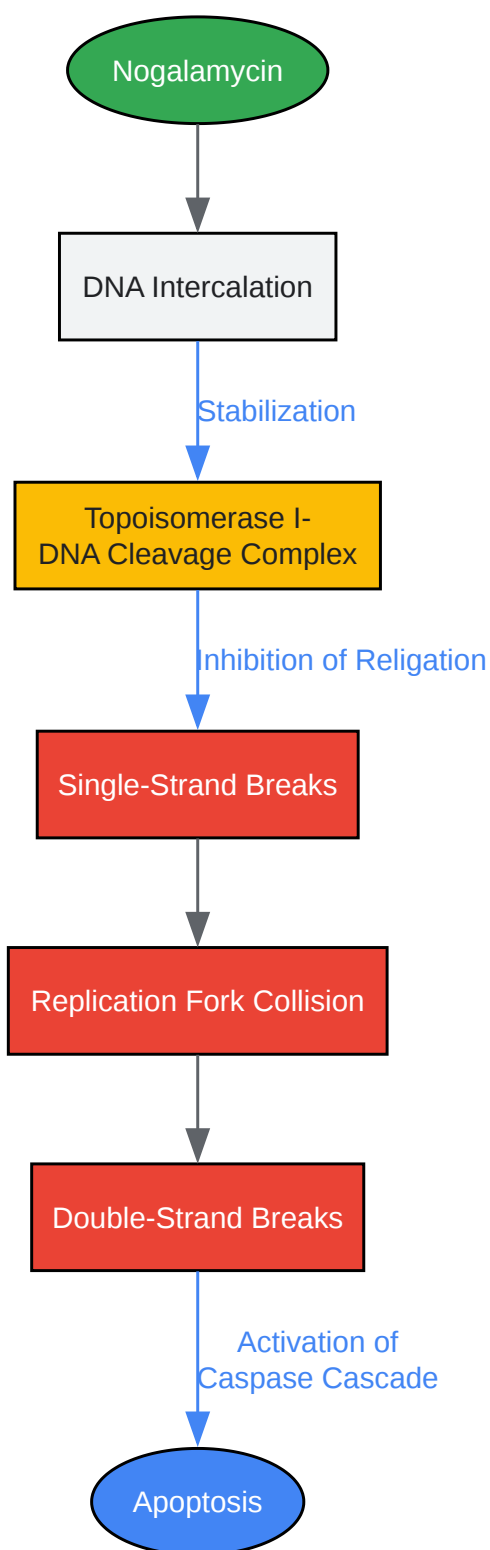 Nogalamycin
DNA Intercalation
Stabilization
Topoisomerase I-
DNA Cleavage Complex
Inhibition of Religation
Single-Strand Breaks
Replication Fork Collision
Double-Strand Breaks
Activation of
Caspase Cascade
Apoptosis